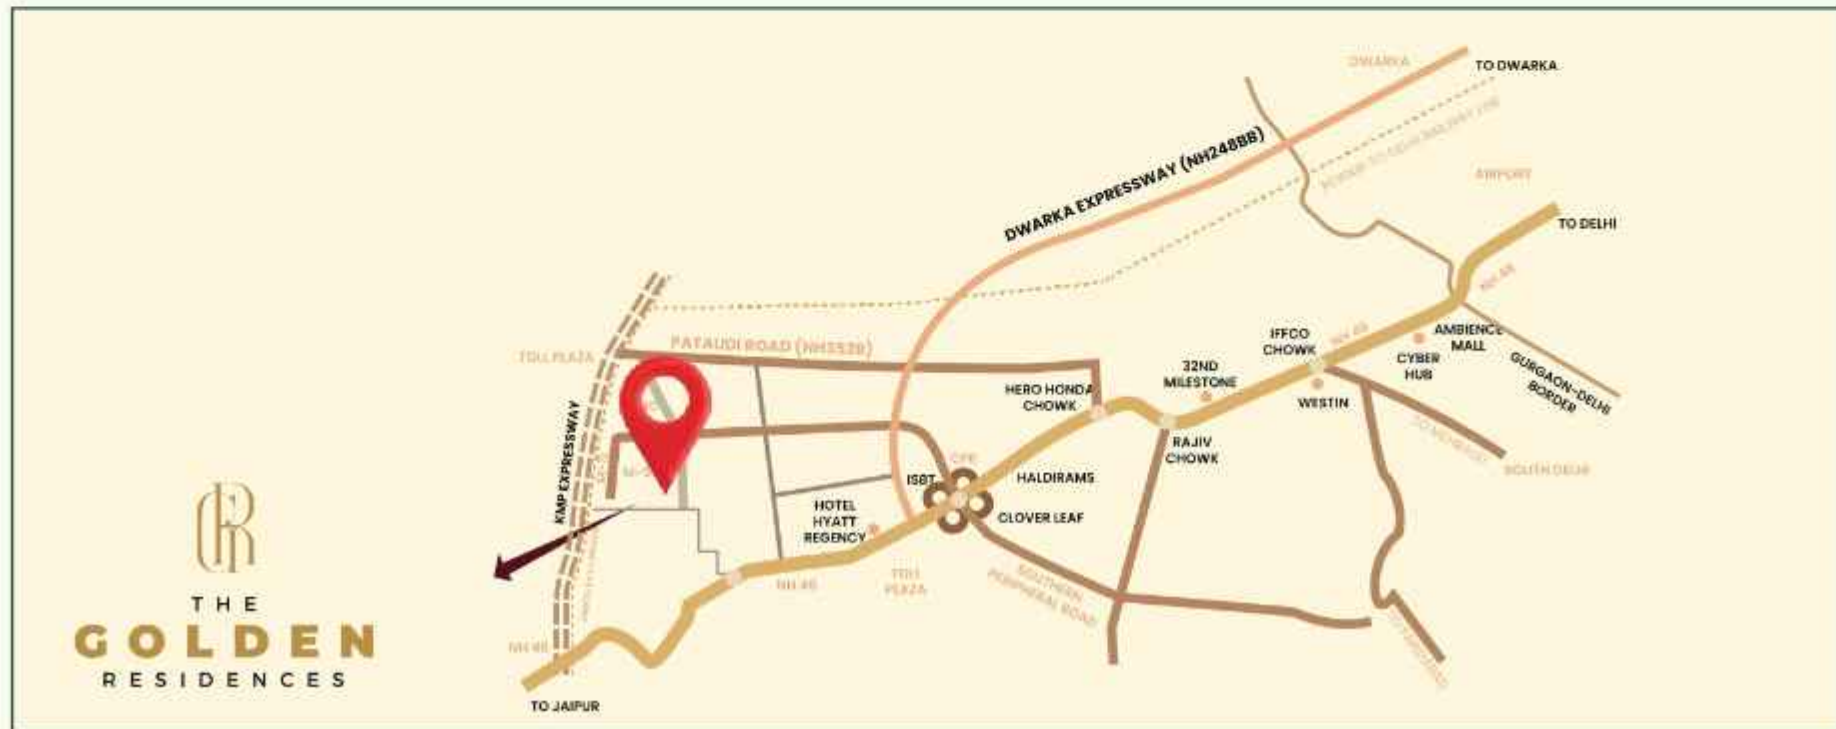 DWARKA
TO DWARKA
DWARKA EXPRESSWAY (NH248BB)
AIRPORT
TO DELHI
NH 48
PATAUDI ROAD (NH352B)
TOLL PLAZA
IFFCO
CHOWK
NH 48
AMBIENCE
MALL
CYBER
HUB
GURGAON-DELHI
BORDER
32ND
MILESTONE
WESTIN
HERO HONDA
CHOWK
RAJIV
CHOWK
SOUTH DELHI
KMP EXPRESSWAY
CPR
ISBT
HALDIRAMS
CLOVER LEAF
HOTEL
HYATT
REGENCY
TOLL
PLAZA
NH 48
SOUTHERN
PERIPHERAL ROAD
NH 48
TO JAIPUR
THE
GOLDEN
RESIDENCES